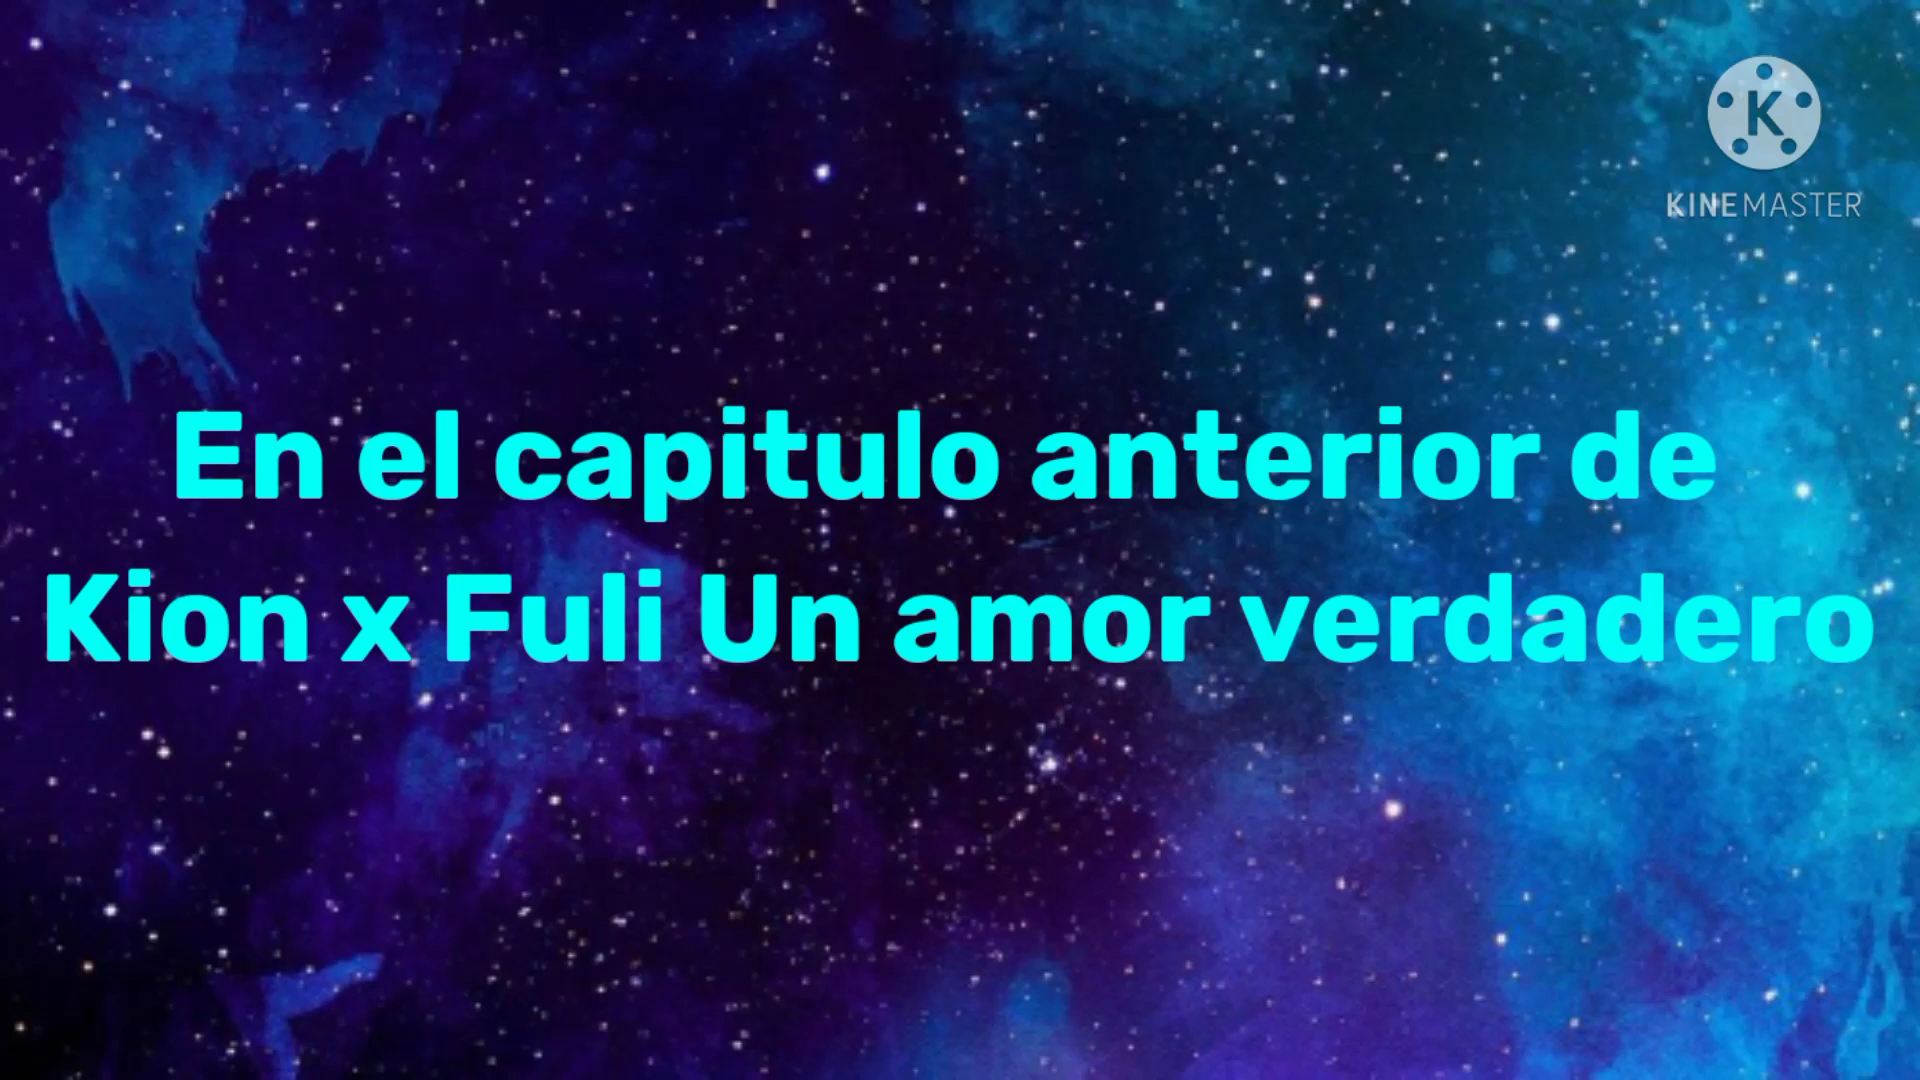 K
KINEMASTER
En el capitulo anterior de
Kion x Fuli Un amor verdadero